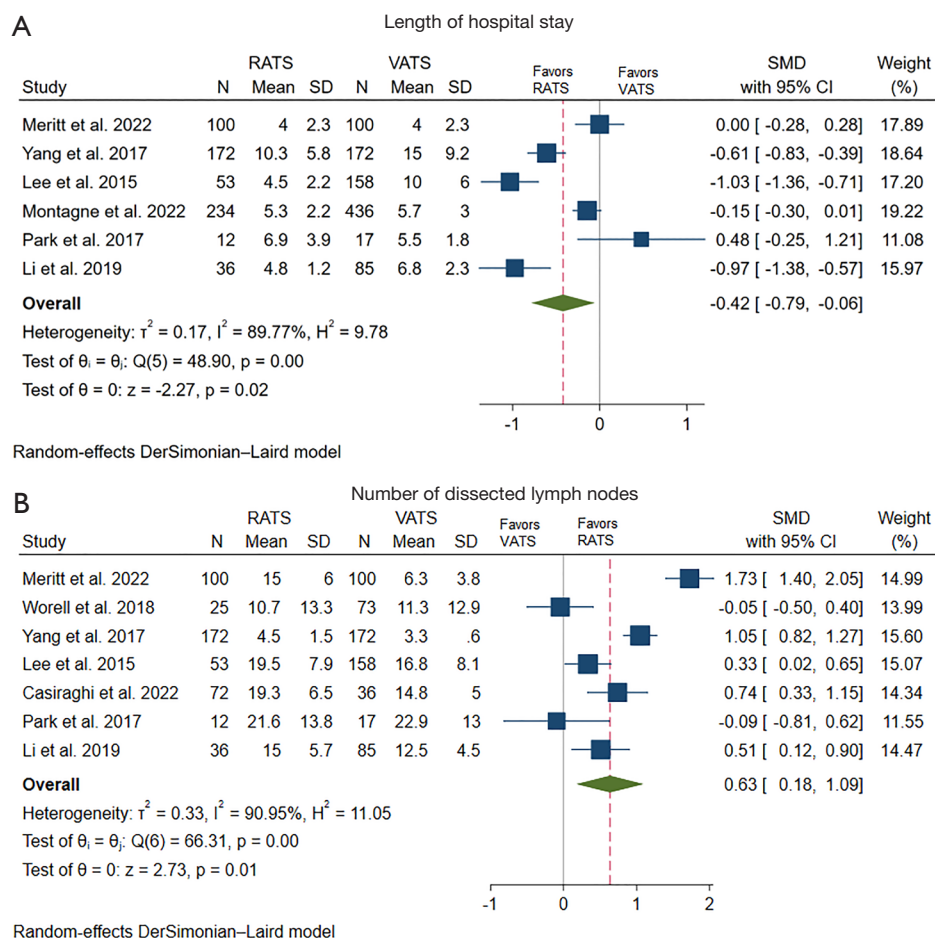 A
Length of hospital stay
RATS VATS Favors RATS Favors VATS SMD Weight
Study N Mean SD N Mean SD with 95% CI (%)
Meritt et al. 2022 100 4 2.3 100 4 2.3 0.00 [ -0.28, 0.28] 17.89
Yang et al. 2017 172 10.3 5.8 172 15 9.2 -0.61 [ -0.83, -0.39] 18.64
Lee et al. 2015 53 4.5 2.2 158 10 6 -1.03 [ -1.36, -0.71] 17.20
Montagne et al. 2022 234 5.3 2.2 436 5.7 3 -0.15 [ -0.30, 0.01] 19.22
Park et al. 2017 12 6.9 3.9 17 5.5 1.8 0.48 [ -0.25, 1.21] 11.08
Li et al. 2019 36 4.8 1.2 85 6.8 2.3 -0.97 [ -1.38, -0.57] 15.97
Overall -0.42 [ -0.79, -0.06]
Heterogeneity: τ² = 0.17, I² = 89.77%, H² = 9.78
Test of θᵢ = θⱼ: Q(5) = 48.90, p = 0.00
Test of θ = 0: z = -2.27, p = 0.02
-1 0 1
Random-effects DerSimonian–Laird model
B
Number of dissected lymph nodes
RATS VATS Favors VATS Favors RATS SMD Weight
Study N Mean SD N Mean SD with 95% CI (%)
Meritt et al. 2022 100 15 6 100 6.3 3.8 1.73 [ 1.40, 2.05] 14.99
Worell et al. 2018 25 10.7 13.3 73 11.3 12.9 -0.05 [ -0.50, 0.40] 13.99
Yang et al. 2017 172 4.5 1.5 172 3.3 .6 1.05 [ 0.82, 1.27] 15.60
Lee et al. 2015 53 19.5 7.9 158 16.8 8.1 0.33 [ 0.02, 0.65] 15.07
Casiraghi et al. 2022 72 19.3 6.5 36 14.8 5 0.74 [ 0.33, 1.15] 14.34
Park et al. 2017 12 21.6 13.8 17 22.9 13 -0.09 [ -0.81, 0.62] 11.55
Li et al. 2019 36 15 5.7 85 12.5 4.5 0.51 [ 0.12, 0.90] 14.47
Overall 0.63 [ 0.18, 1.09]
Heterogeneity: τ² = 0.33, I² = 90.95%, H² = 11.05
Test of θᵢ = θⱼ: Q(6) = 66.31, p = 0.00
Test of θ = 0: z = 2.73, p = 0.01
-1 0 1 2
Random-effects DerSimonian–Laird model